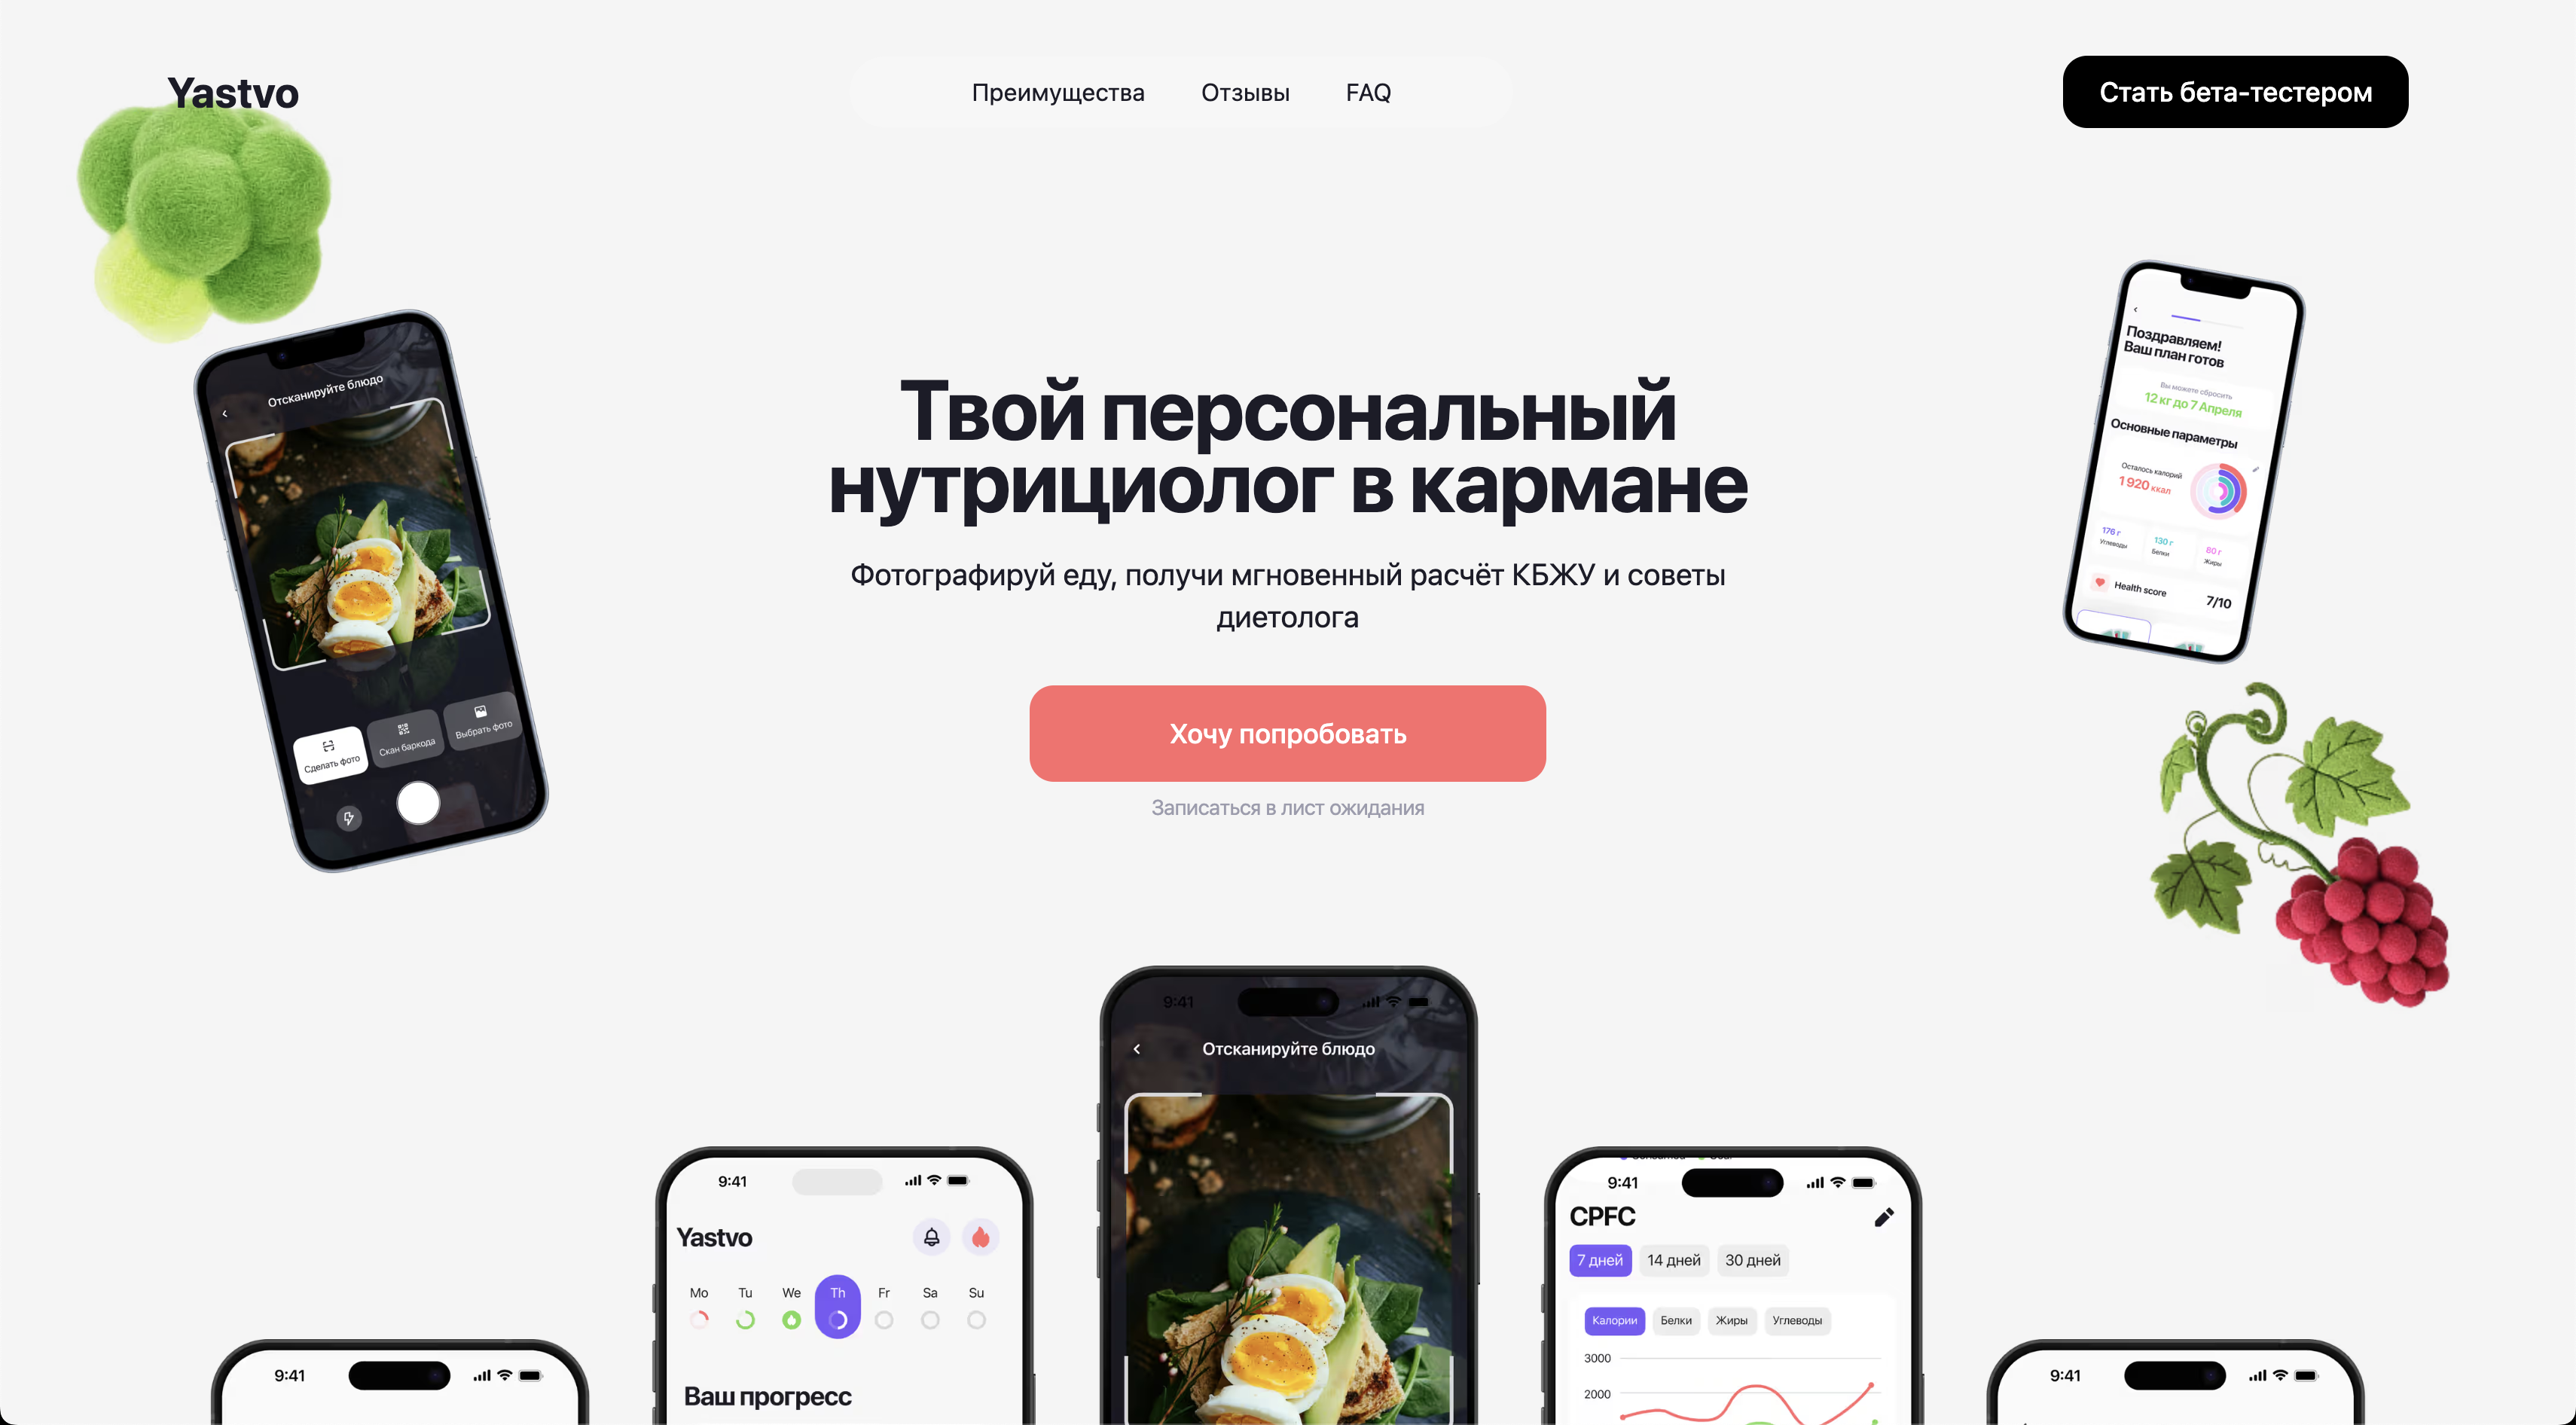 Yastvo
Преимущества
Отзывы
FAQ
Стать бета-тестером
Твой персональный
нутрициолог в кармане
Фотографируй еду, получи мгновенный расчёт КБЖУ и советы
диетолога
Хочу попробовать
Записаться в лист ожидания
Отсканируйте блюдо
Сделать фото
Скан баркода
Выбрать фото
Поздравляем!
Ваш план готов
Вы можете сбросить
12 кг до 7 Апреля
Основные параметры
Осталось калорий
1 920 ккал
176 г
Углеводы
130 г
Белки
80 г
Жиры
Health score
7/10
9:41
9:41
Yastvo
Mo Tu We Th Fr Sa Su
Ваш прогресс
9:41
Отсканируйте блюдо
9:41
CPFC
7 дней 14 дней 30 дней
Калории Белки Жиры Углеводы
3000
2000
9:41